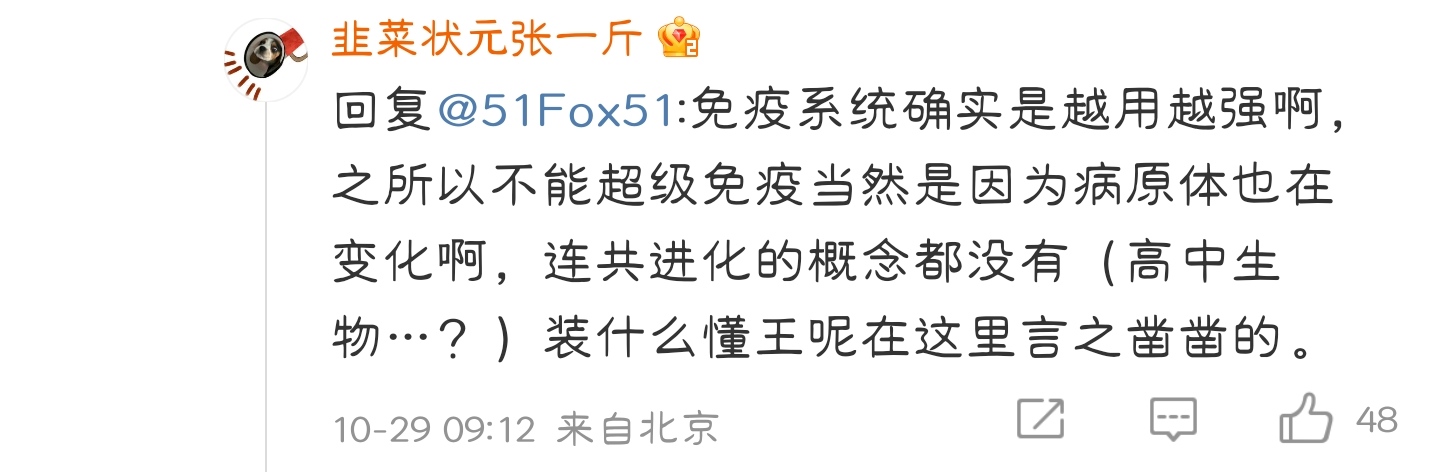 韭菜状元张一斤
回复@51Fox51:免疫系统确实是越用越强啊,
之所以不能超级免疫当然是因为病原体也在
变化啊,连共进化的概念都没有(高中生
物…?)装什么懂王呢在这里言之凿凿的。
10-29 09:12 来自北京
48